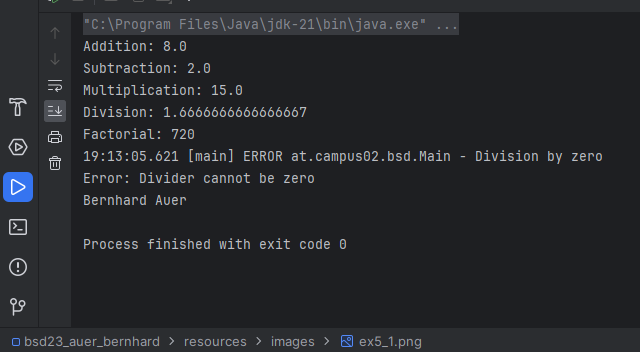 "C:\Program Files\Java\jdk-21\bin\java.exe" ...
Addition: 8.0
Subtraction: 2.0
Multiplication: 15.0
Division: 1.6666666666666667
Factorial: 720
19:13:05.621 [main] ERROR at.campus02.bsd.Main - Division by zero
Error: Divider cannot be zero
Bernhard Auer
Process finished with exit code 0
bsd23_auer_bernhard > resources > images > ex5_1.png